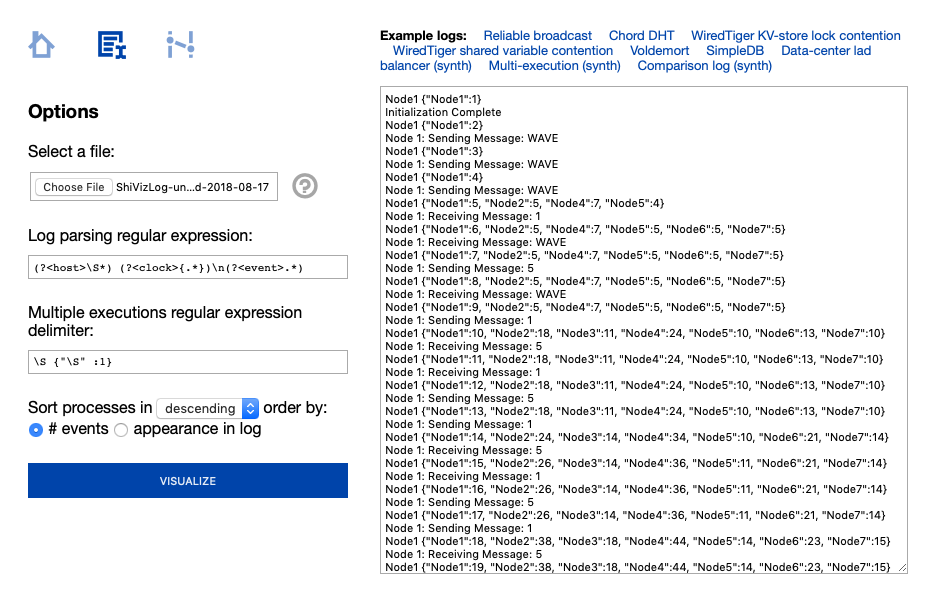 Options
Select a file:
Choose File ShiVizLog-un...d-2018-08-17
?
Log parsing regular expression:
(?<host>\S*) (?<clock>{.*})\n(?<event>.*)
Multiple executions regular expression
delimiter:
\S {"\S" :1}
Sort processes in descending order by:
# events appearance in log
VISUALIZE
Example logs: Reliable broadcast Chord DHT WiredTiger KV-store lock contention
WiredTiger shared variable contention Voldemort SimpleDB Data-center lad
balancer (synth) Multi-execution (synth) Comparison log (synth)
Node1 {"Node1":1}
Initialization Complete
Node1 {"Node1":2}
Node 1: Sending Message: WAVE
Node1 {"Node1":3}
Node 1: Sending Message: WAVE
Node1 {"Node1":4}
Node 1: Sending Message: WAVE
Node1 {"Node1":5, "Node2":5, "Node4":7, "Node5":4}
Node 1: Receiving Message: 1
Node1 {"Node1":6, "Node2":5, "Node4":7, "Node5":5, "Node6":5, "Node7":5}
Node 1: Receiving Message: WAVE
Node1 {"Node1":7, "Node2":5, "Node4":7, "Node5":5, "Node6":5, "Node7":5}
Node 1: Sending Message: 5
Node1 {"Node1":8, "Node2":5, "Node4":7, "Node5":5, "Node6":5, "Node7":5}
Node 1: Receiving Message: WAVE
Node1 {"Node1":9, "Node2":5, "Node4":7, "Node5":5, "Node6":5, "Node7":5}
Node 1: Sending Message: 1
Node1 {"Node1":10, "Node2":18, "Node3":11, "Node4":24, "Node5":10, "Node6":13, "Node7":10}
Node 1: Receiving Message: 5
Node1 {"Node1":11, "Node2":18, "Node3":11, "Node4":24, "Node5":10, "Node6":13, "Node7":10}
Node 1: Receiving Message: 1
Node1 {"Node1":12, "Node2":18, "Node3":11, "Node4":24, "Node5":10, "Node6":13, "Node7":10}
Node 1: Sending Message: 5
Node1 {"Node1":13, "Node2":18, "Node3":11, "Node4":24, "Node5":10, "Node6":13, "Node7":10}
Node 1: Sending Message: 1
Node1 {"Node1":14, "Node2":24, "Node3":14, "Node4":34, "Node5":10, "Node6":21, "Node7":14}
Node 1: Receiving Message: 5
Node1 {"Node1":15, "Node2":26, "Node3":14, "Node4":36, "Node5":11, "Node6":21, "Node7":14}
Node 1: Receiving Message: 1
Node1 {"Node1":16, "Node2":26, "Node3":14, "Node4":36, "Node5":11, "Node6":21, "Node7":14}
Node 1: Sending Message: 5
Node1 {"Node1":17, "Node2":26, "Node3":14, "Node4":36, "Node5":11, "Node6":21, "Node7":14}
Node 1: Sending Message: 1
Node1 {"Node1":18, "Node2":38, "Node3":18, "Node4":44, "Node5":14, "Node6":23, "Node7":15}
Node 1: Receiving Message: 5
Node1 {"Node1":19, "Node2":38, "Node3":18, "Node4":44, "Node5":14, "Node6":23, "Node7":15}